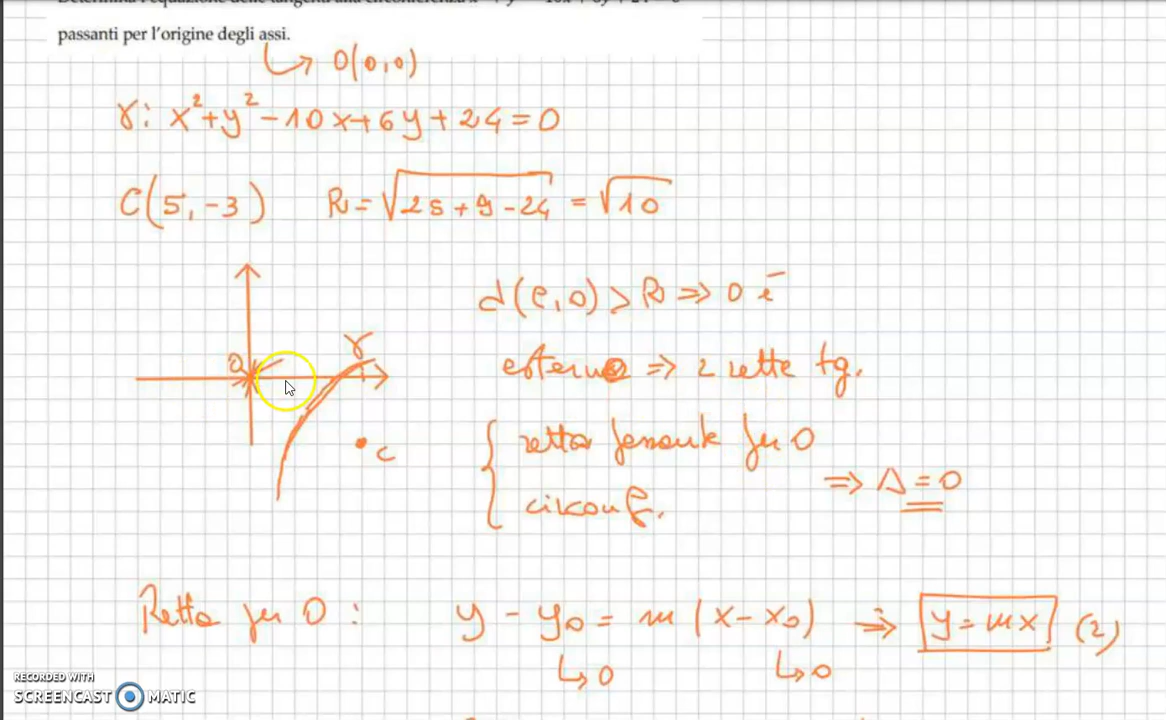 passanti per l'origine degli assi.
↳ O(0,0)
γ: x²+y²-10x+6y+24=0
C(5,-3) R=√25+9-24 = √10
d(C,O)>R ⇒ O è
esterno ⇒ 2 rette tg.
γ
O
C
retta passante per O
circonf.
⇒ Δ=0
Retta per O: y-y₀=m(x-x₀) ⇒ y=mx (2)
↳0 ↳0
RECORDED WITH
SCREENCAST MATIC